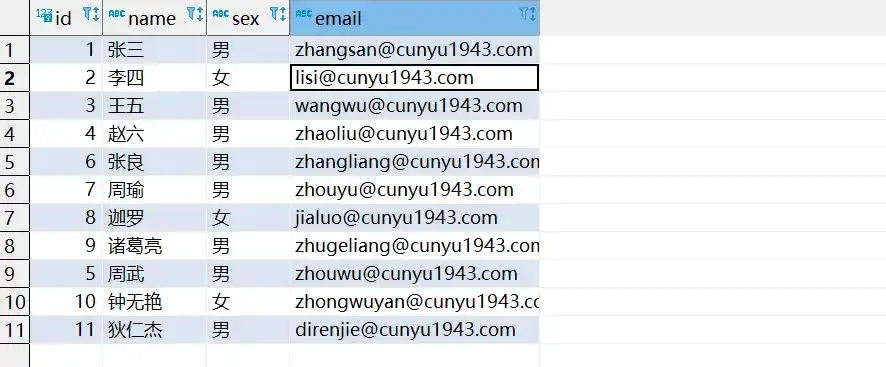 123 id ABC name ABC sex ABC email
1 1 张三 男 zhangsan@cunyu1943.com
2 2 李四 女 lisi@cunyu1943.com
3 3 王五 男 wangwu@cunyu1943.com
4 4 赵六 男 zhaoliu@cunyu1943.com
5 6 张良 男 zhangliang@cunyu1943.con
6 7 周瑜 男 zhouyu@cunyu1943.com
7 8 迦罗 女 jialuo@cunyu1943.com
8 9 诸葛亮 男 zhugeliang@cunyu1943.con
9 5 周武 男 zhouwu@cunyu1943.com
10 10 钟无艳 女 zhongwuyan@cunyu1943.cc
11 11 狄仁杰 男 direnjie@cunyu1943.com